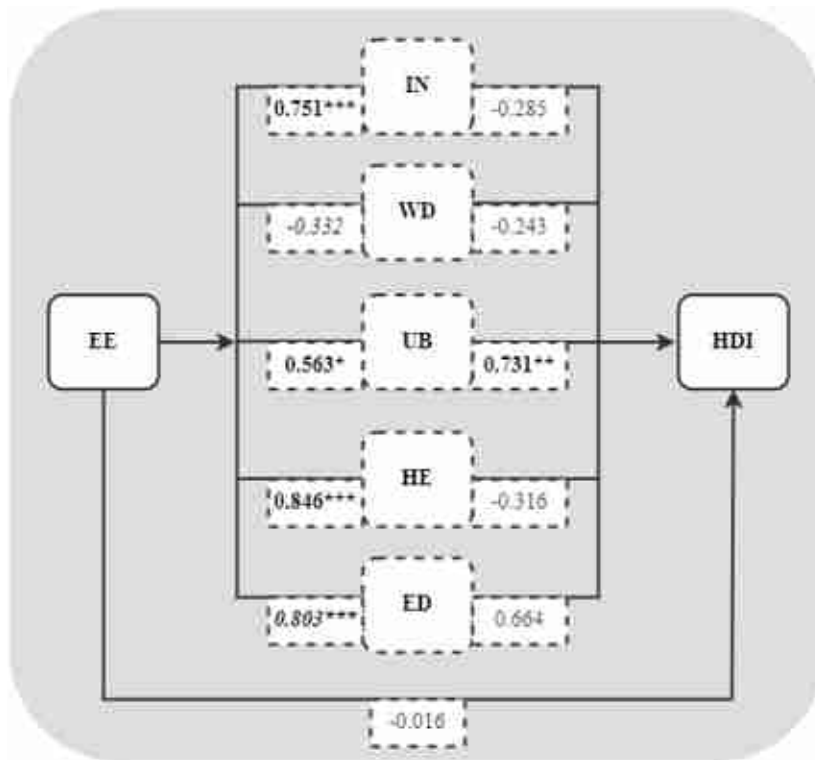 IN
0.751***
-0.285
WD
-0.332
-0.243
EE
UB
HDI
0.563*
0.731**
HE
0.846***
-0.316
ED
0.803***
0.664
-0.016